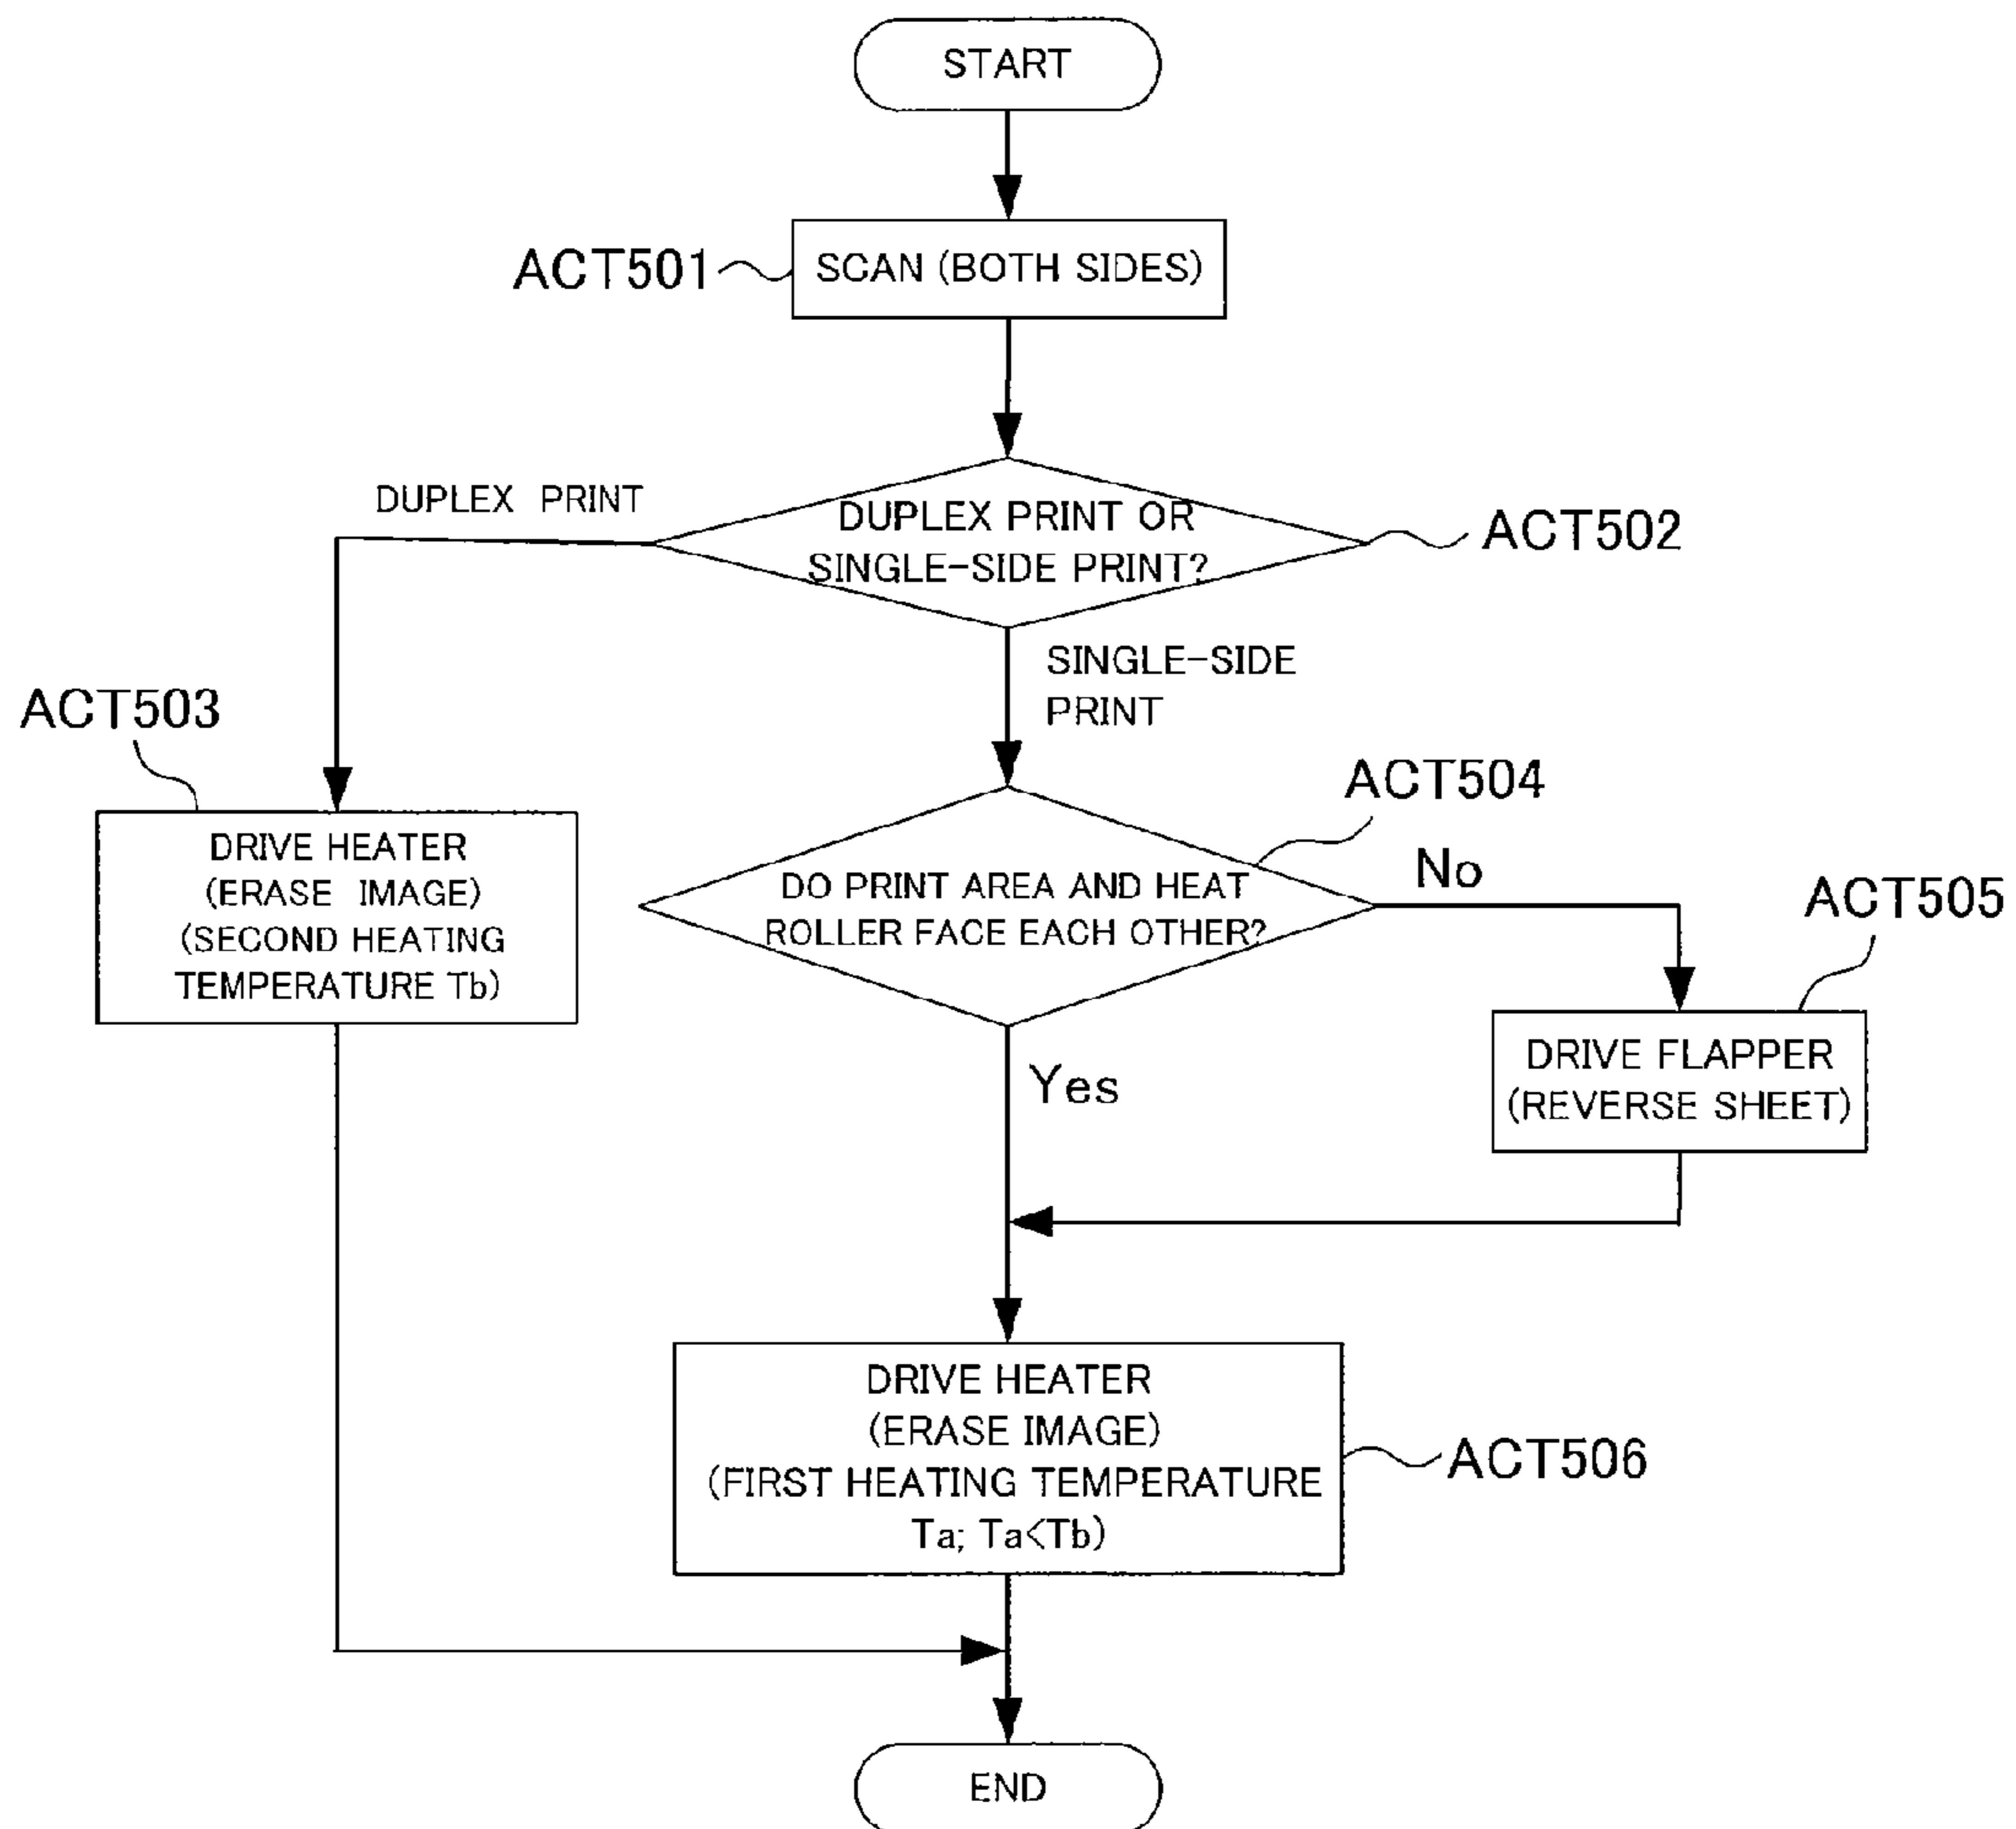 START
ACT501
SCAN (BOTH SIDES)
DUPLEX PRINT
DUPLEX PRINT OR
SINGLE-SIDE PRINT?
ACT502
SINGLE-SIDE
PRINT
ACT503
DRIVE HEATER
(ERASE IMAGE)
(SECOND HEATING
TEMPERATURE Tb)
ACT504
DO PRINT AREA AND HEAT
ROLLER FACE EACH OTHER?
No
ACT505
DRIVE FLAPPER
(REVERSE SHEET)
Yes
DRIVE HEATER
(ERASE IMAGE)
(FIRST HEATING TEMPERATURE
Ta; Ta<Tb)
ACT506
END